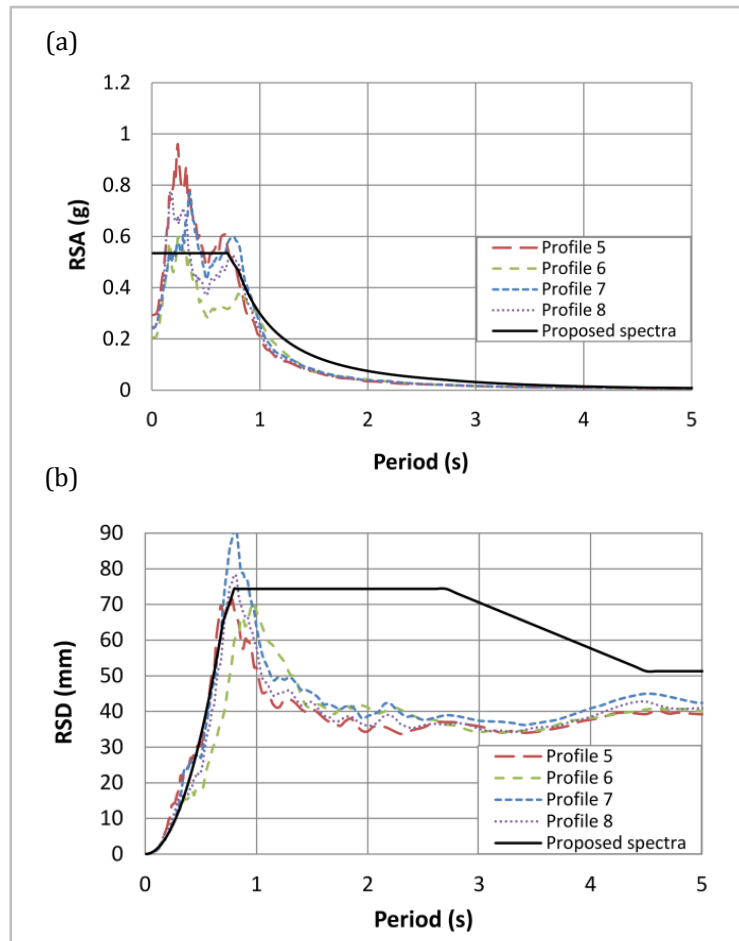 (a)
1.2
1
0.8
0.6
0.4
0.2
0
RSA (g)
Profile 5
Profile 6
Profile 7
Profile 8
Proposed spectra
0 1 2 3 4 5
Period (s)
(b)
90
80
70
60
50
40
30
20
10
0
RSD (mm)
Profile 5
Profile 6
Profile 7
Profile 8
Proposed spectra
0 1 2 3 4 5
Period (s)